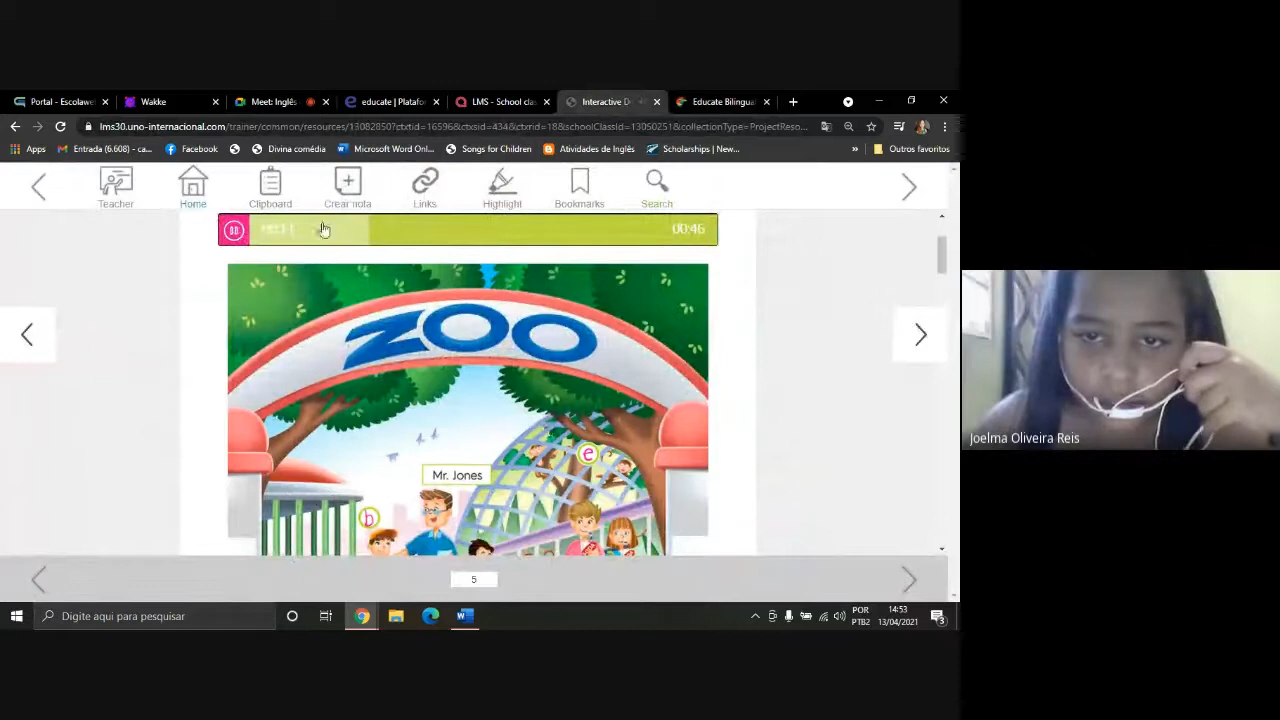 Portal - Escolawe
Wakke
Meet: Inglês
educate | Platafo
LMS - School cla
Interactive D
Educate Bilingu
lms30.uno-internacional.com/trainer/common/resources/1308285O?ctxtid=16596&ctxsid=434&ctxrid=18&schoolClassId=13050251&collectionType=ProjectReso...
Apps
Entrada (6.608) - ca...
Facebook
Divina comédia
Microsoft Word Onl...
Songs for Children
Atividades de Inglês
Scholarships | New...
»
Outros favoritos
Teacher
Home
Clipboard
Crear nota
Links
Highlight
Bookmarks
Search
00:46
ZOO
e
Mr. Jones
b
Joelma Oliveira Reis
5
Digite aqui para pesquisar
POR
PTB2
14:53
13/04/2021
3